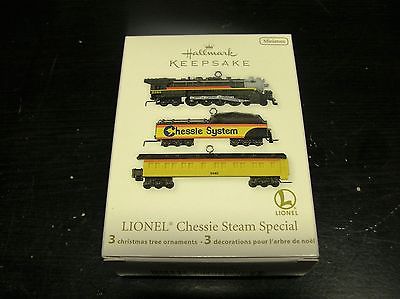 Hallmark
KEEPSAKE
Miniature
Chessie System
LIONEL
LIONEL® Chessie Steam Special
3 christmas tree ornaments • 3 décorations pour l'arbre de noël